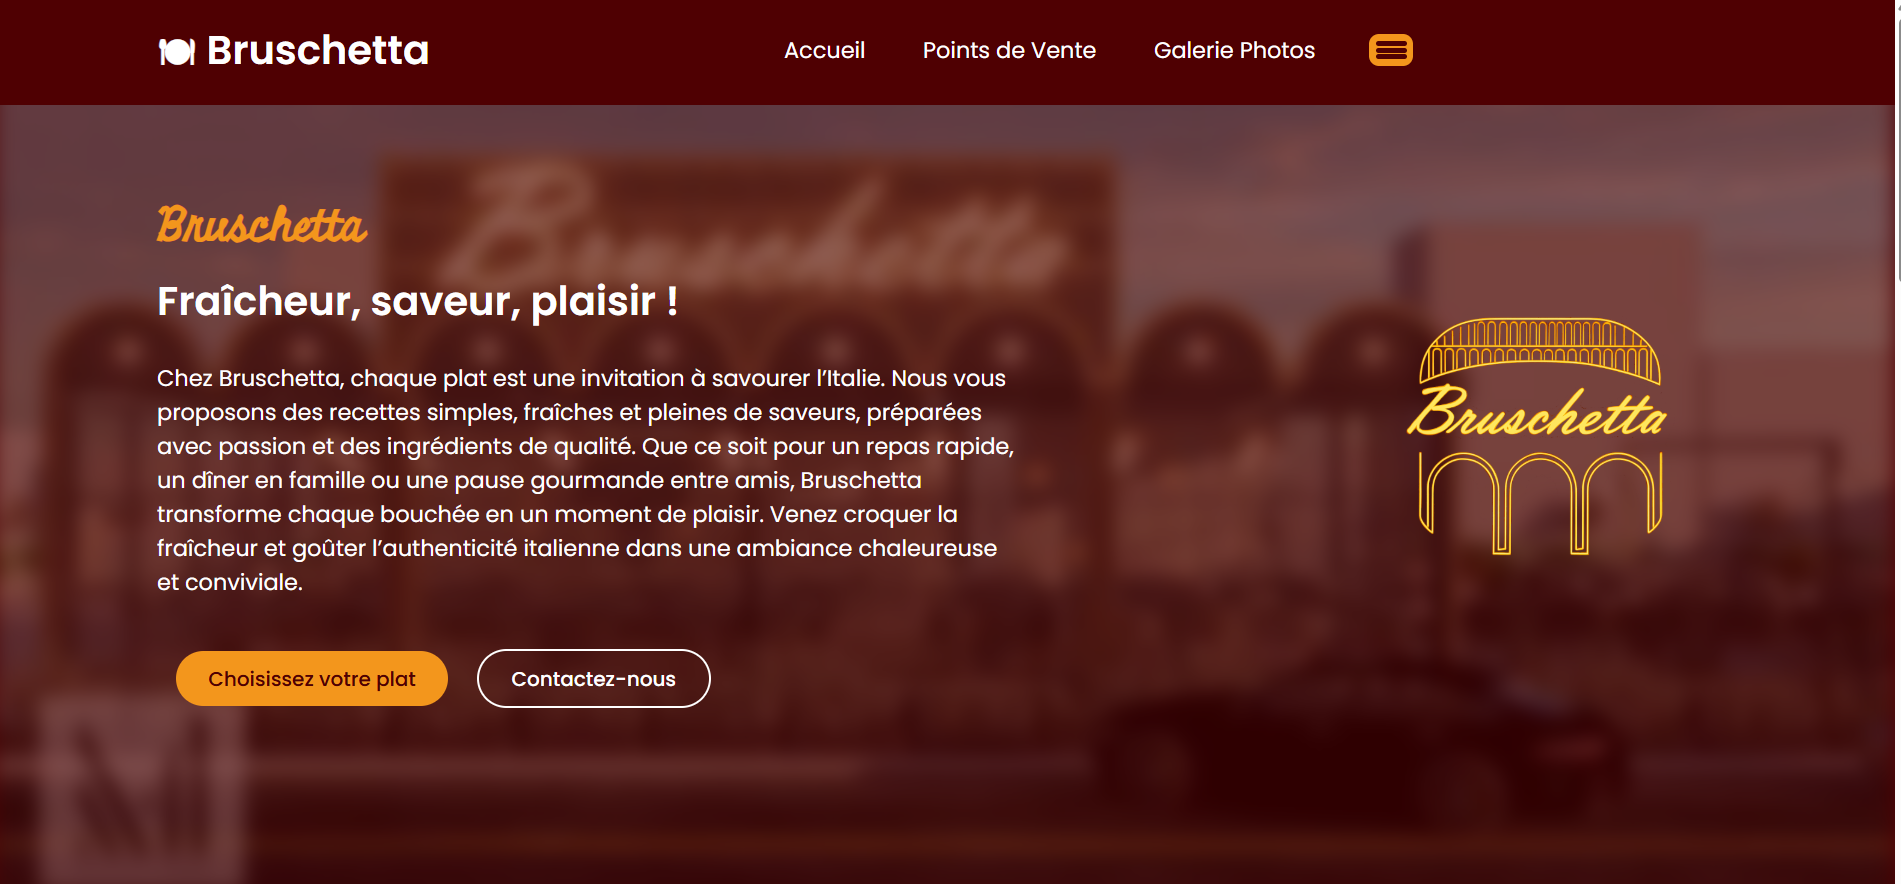 Bruschetta
Accueil
Points de Vente
Galerie Photos
Bruschetta
Bruschetta
Fraîcheur, saveur, plaisir !
Chez Bruschetta, chaque plat est une invitation à savourer l’Italie. Nous vous
proposons des recettes simples, fraîches et pleines de saveurs, préparées
avec passion et des ingrédients de qualité. Que ce soit pour un repas rapide,
un dîner en famille ou une pause gourmande entre amis, Bruschetta
transforme chaque bouchée en un moment de plaisir. Venez croquer la
fraîcheur et goûter l’authenticité italienne dans une ambiance chaleureuse
et conviviale.
Choisissez votre plat
Contactez-nous
Bruschetta